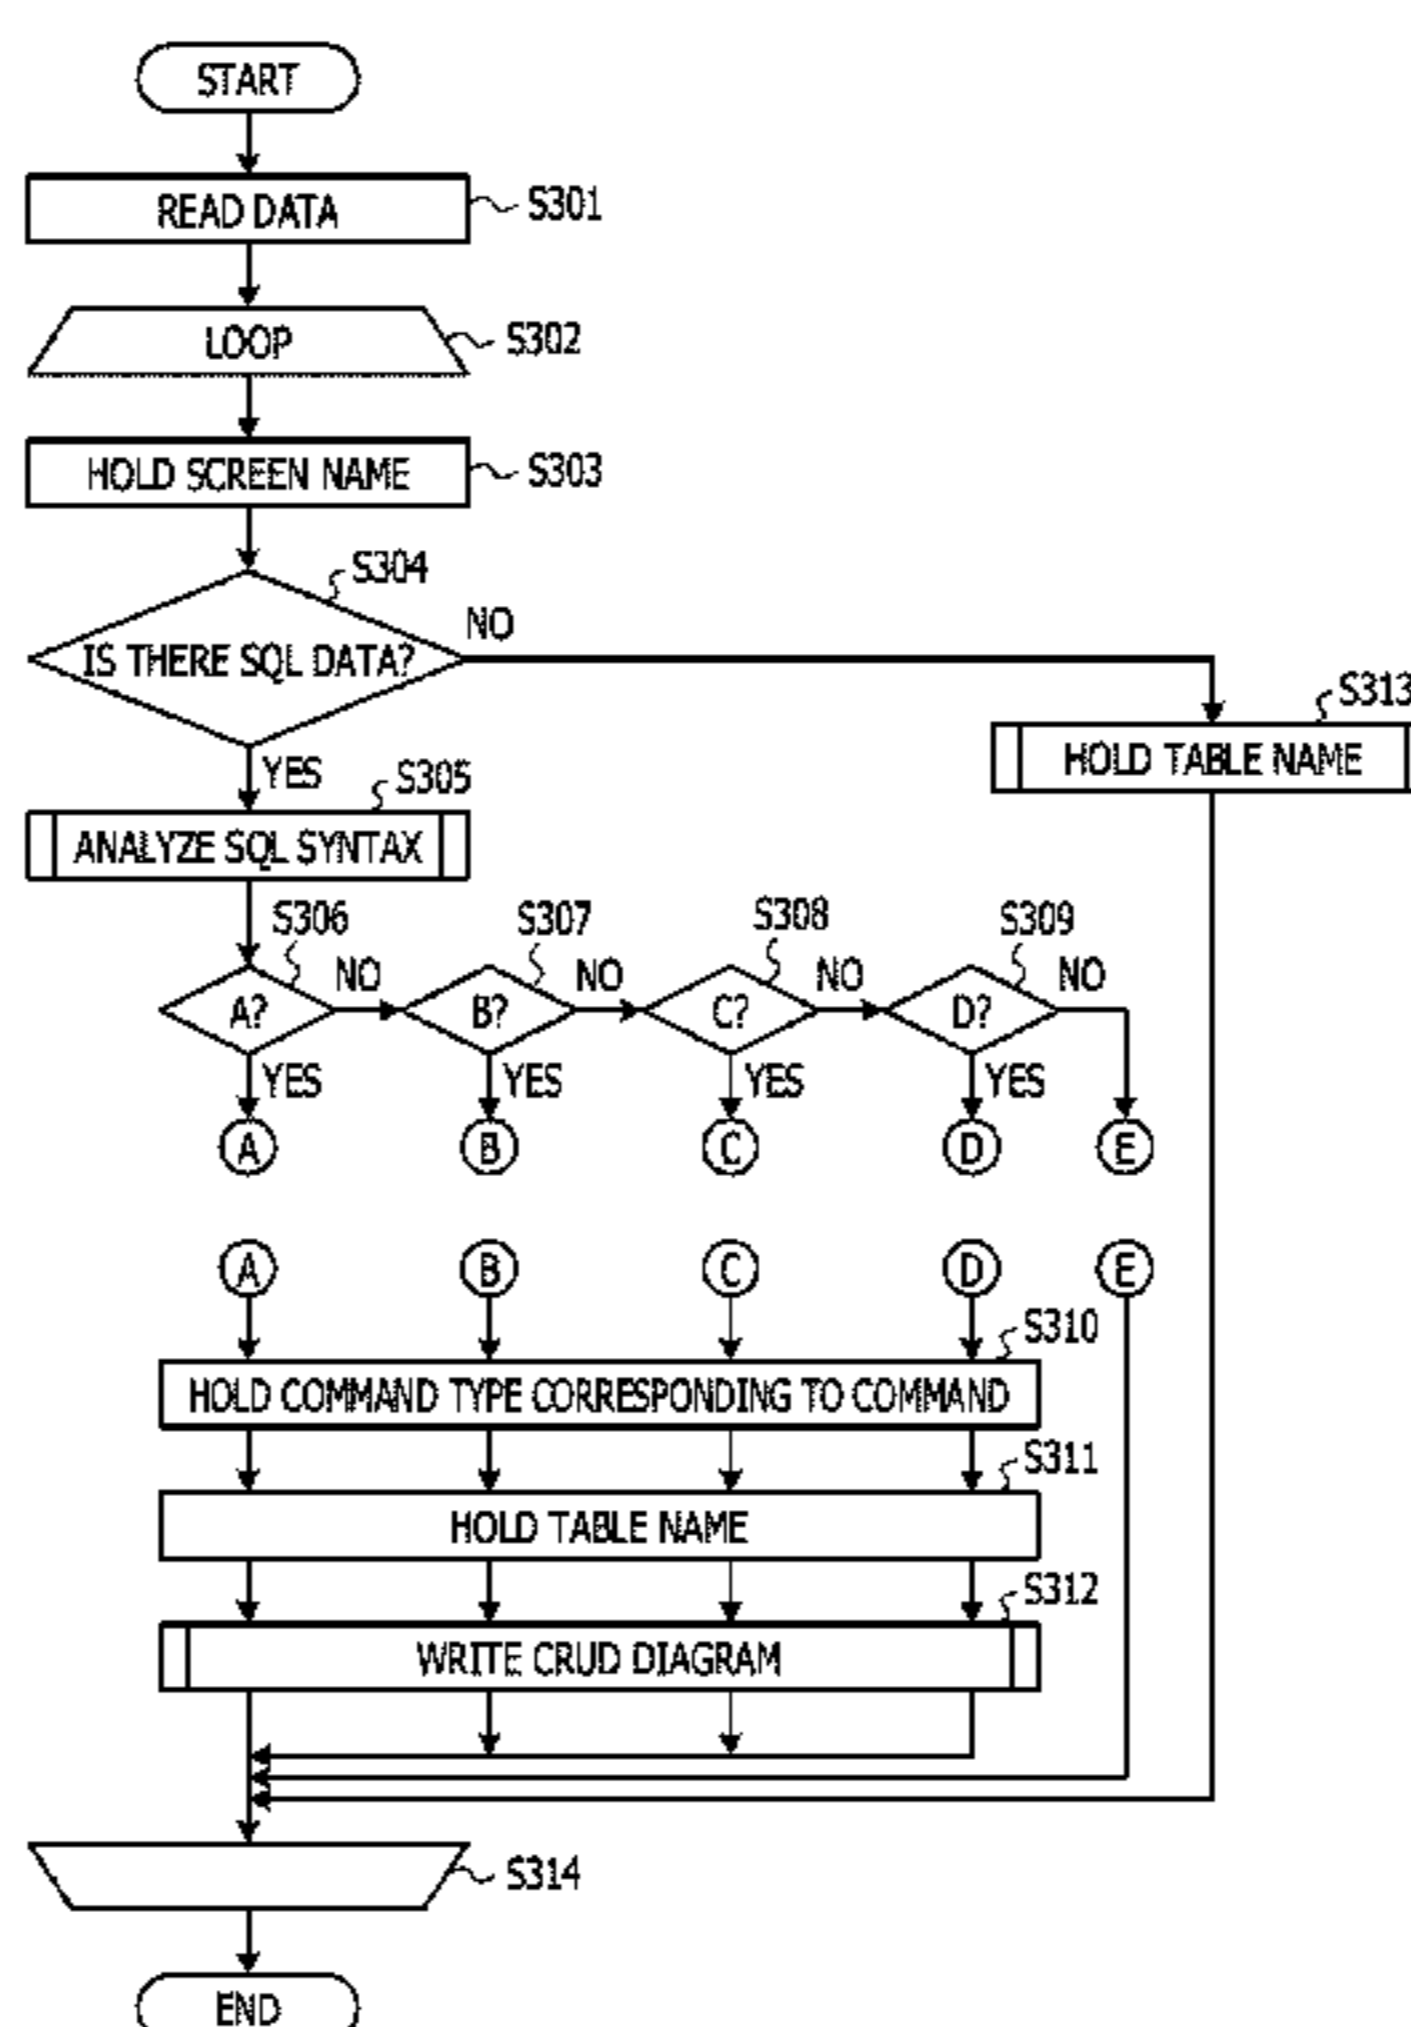 START
READ DATA
S301
LOOP
S302
HOLD SCREEN NAME
S303
S304
IS THERE SQL DATA?
NO
YES
S313
HOLD TABLE NAME
S305
ANALYZE SQL SYNTAX
S306
S307
S308
S309
A?
NO
B?
NO
C?
NO
D?
NO
YES
YES
YES
YES
A
B
C
D
E
A
B
C
D
E
S310
HOLD COMMAND TYPE CORRESPONDING TO COMMAND
S311
HOLD TABLE NAME
S312
WRITE CRUD DIAGRAM
S314
END